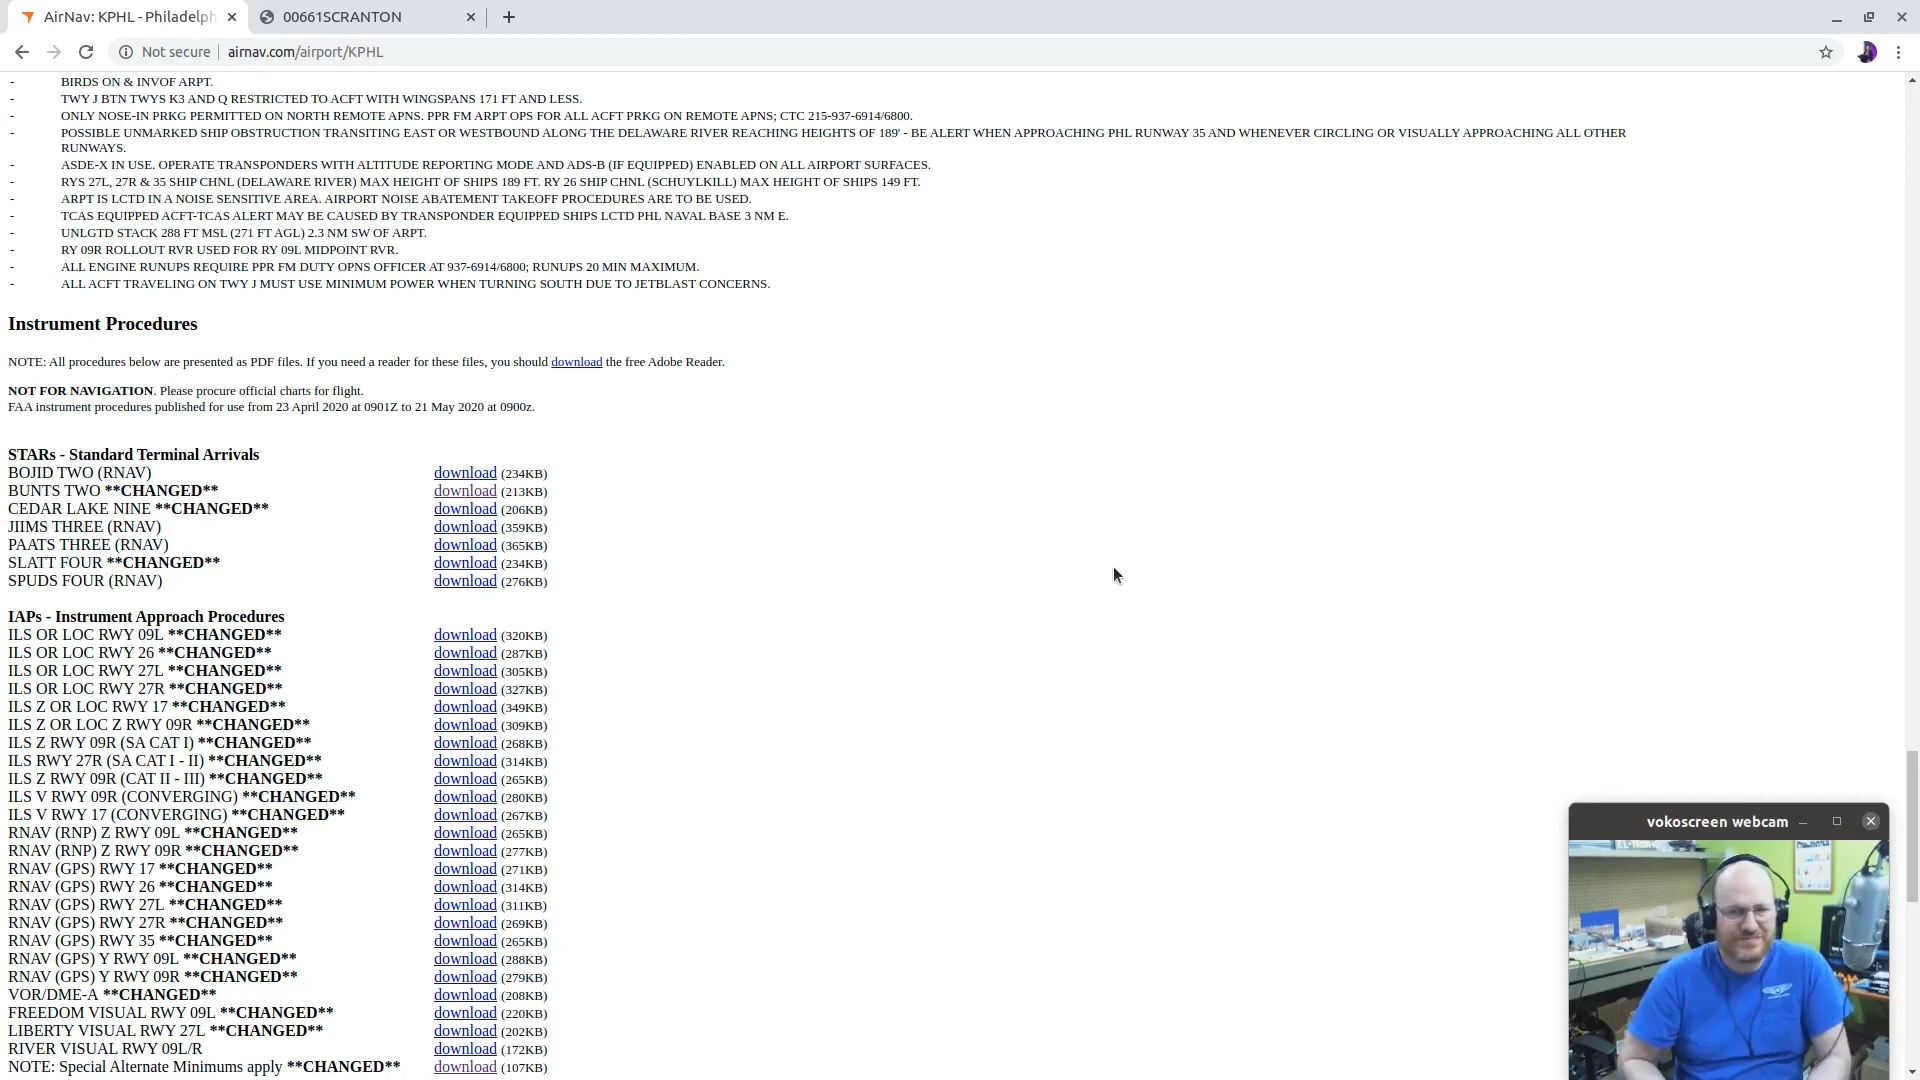 AirNav: KPHL - Philadelph
00661SCRANTON
Not secure
airnav.com/airport/KPHL
- BIRDS ON & INVOF ARPT.
- TWY J BTN TWYS K3 AND Q RESTRICTED TO ACFT WITH WINGSPANS 171 FT AND LESS.
- ONLY NOSE-IN PRKG PERMITTED ON NORTH REMOTE APNS. PPR FM ARPT OPS FOR ALL ACFT PRKG ON REMOTE APNS; CTC 215-937-6914/6800.
- POSSIBLE UNMARKED SHIP OBSTRUCTION TRANSITING EAST OR WESTBOUND ALONG THE DELAWARE RIVER REACHING HEIGHTS OF 189' - BE ALERT WHEN APPROACHING PHL RUNWAY 35 AND WHENEVER CIRCLING OR VISUALLY APPROACHING ALL OTHER
RUNWAYS.
- ASDE-X IN USE. OPERATE TRANSPONDERS WITH ALTITUDE REPORTING MODE AND ADS-B (IF EQUIPPED) ENABLED ON ALL AIRPORT SURFACES.
- RYS 27L, 27R & 35 SHIP CHNL (DELAWARE RIVER) MAX HEIGHT OF SHIPS 189 FT. RY 26 SHIP CHNL (SCHUYLKILL) MAX HEIGHT OF SHIPS 149 FT.
- ARPT IS LCTD IN A NOISE SENSITIVE AREA. AIRPORT NOISE ABATEMENT TAKEOFF PROCEDURES ARE TO BE USED.
- TCAS EQUIPPED ACFT-TCAS ALERT MAY BE CAUSED BY TRANSPONDER EQUIPPED SHIPS LCTD PHL NAVAL BASE 3 NM E.
- UNLGTD STACK 288 FT MSL (271 FT AGL) 2.3 NM SW OF ARPT.
- RY 09R ROLLOUT RVR USED FOR RY 09L MIDPOINT RVR.
- ALL ENGINE RUNUPS REQUIRE PPR FM DUTY OPNS OFFICER AT 937-6914/6800; RUNUPS 20 MIN MAXIMUM.
- ALL ACFT TRAVELING ON TWY J MUST USE MINIMUM POWER WHEN TURNING SOUTH DUE TO JETBLAST CONCERNS.
Instrument Procedures
NOTE: All procedures below are presented as PDF files. If you need a reader for these files, you should download the free Adobe Reader.
NOT FOR NAVIGATION. Please procure official charts for flight.
FAA instrument procedures published for use from 23 April 2020 at 0901Z to 21 May 2020 at 0900z.
STARs - Standard Terminal Arrivals
BOJID TWO (RNAV) download (234KB)
BUNTS TWO **CHANGED** download (213KB)
CEDAR LAKE NINE **CHANGED** download (206KB)
JIIMS THREE (RNAV) download (359KB)
PAATS THREE (RNAV) download (365KB)
SLATT FOUR **CHANGED** download (234KB)
SPUDS FOUR (RNAV) download (276KB)
IAPs - Instrument Approach Procedures
ILS OR LOC RWY 09L **CHANGED** download (320KB)
ILS OR LOC RWY 26 **CHANGED** download (287KB)
ILS OR LOC RWY 27L **CHANGED** download (305KB)
ILS OR LOC RWY 27R **CHANGED** download (327KB)
ILS Z OR LOC RWY 17 **CHANGED** download (349KB)
ILS Z OR LOC Z RWY 09R **CHANGED** download (309KB)
ILS Z RWY 09R (SA CAT I) **CHANGED** download (268KB)
ILS RWY 27R (SA CAT I - II) **CHANGED** download (314KB)
ILS Z RWY 09R (CAT II - III) **CHANGED** download (265KB)
ILS V RWY 09R (CONVERGING) **CHANGED** download (280KB)
ILS V RWY 17 (CONVERGING) **CHANGED** download (267KB)
RNAV (RNP) Z RWY 09L **CHANGED** download (265KB)
RNAV (RNP) Z RWY 09R **CHANGED** download (277KB)
RNAV (GPS) RWY 17 **CHANGED** download (271KB)
RNAV (GPS) RWY 26 **CHANGED** download (314KB)
RNAV (GPS) RWY 27L **CHANGED** download (311KB)
RNAV (GPS) RWY 27R **CHANGED** download (269KB)
RNAV (GPS) RWY 35 **CHANGED** download (265KB)
RNAV (GPS) Y RWY 09L **CHANGED** download (288KB)
RNAV (GPS) Y RWY 09R **CHANGED** download (279KB)
VOR/DME-A **CHANGED** download (208KB)
FREEDOM VISUAL RWY 09L **CHANGED** download (220KB)
LIBERTY VISUAL RWY 27L **CHANGED** download (202KB)
RIVER VISUAL RWY 09L/R download (172KB)
NOTE: Special Alternate Minimums apply **CHANGED** download (107KB)
vokoscreen webcam